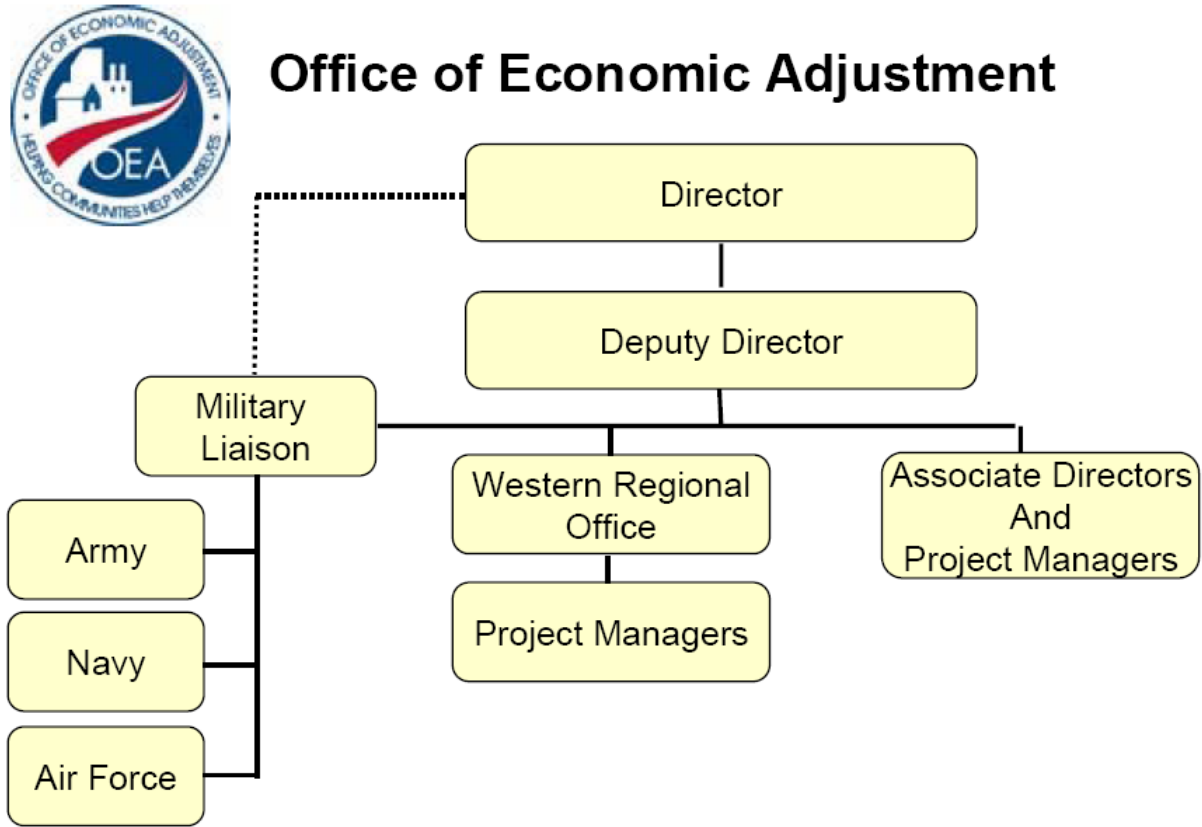 OFFICE OF ECONOMIC ADJUSTMENT
OEA
HELPING COMMUNITIES HELP THEMSELVES
Office of Economic Adjustment
Director
Deputy Director
Military
Liaison
Western Regional
Office
Associate Directors
And
Project Managers
Army
Project Managers
Navy
Air Force